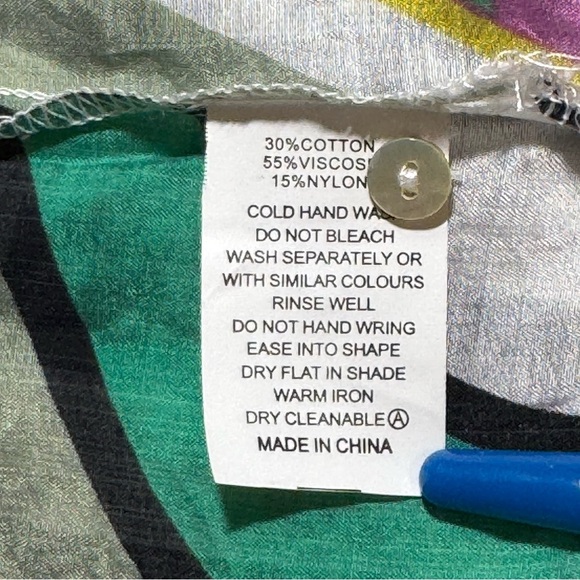 30%COTTON
55%VISCOS
15%NYLON
COLD HAND WAS
DO NOT BLEACH
WASH SEPARATELY OR
WITH SIMILAR COLOURS
RINSE WELL
DO NOT HAND WRING
EASE INTO SHAPE
DRY FLAT IN SHADE
WARM IRON
DRY CLEANABLE Ⓐ
MADE IN CHINA